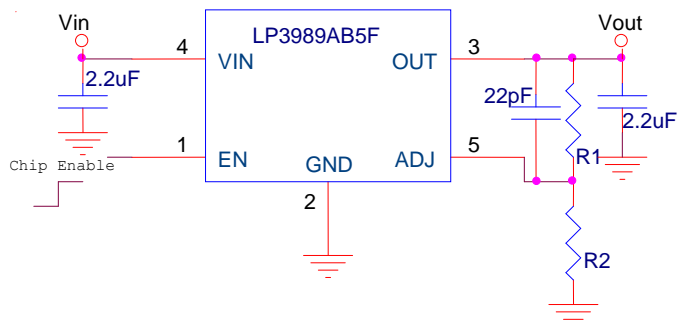 Vin
Vout
LP3989AB5F
4
3
VIN
OUT
2.2uF
22pF
2.2uF
1
5
R1
Chip Enable
EN
GND
ADJ
2
R2